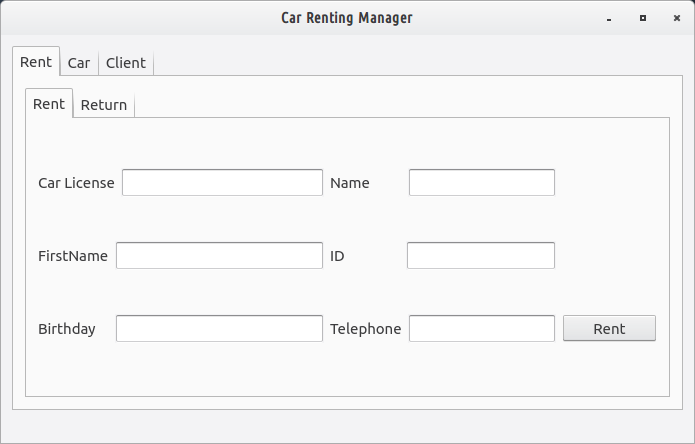 Car Renting Manager
Rent Car Client
Rent Return
Car License Name
FirstName ID
Birthday Telephone Rent